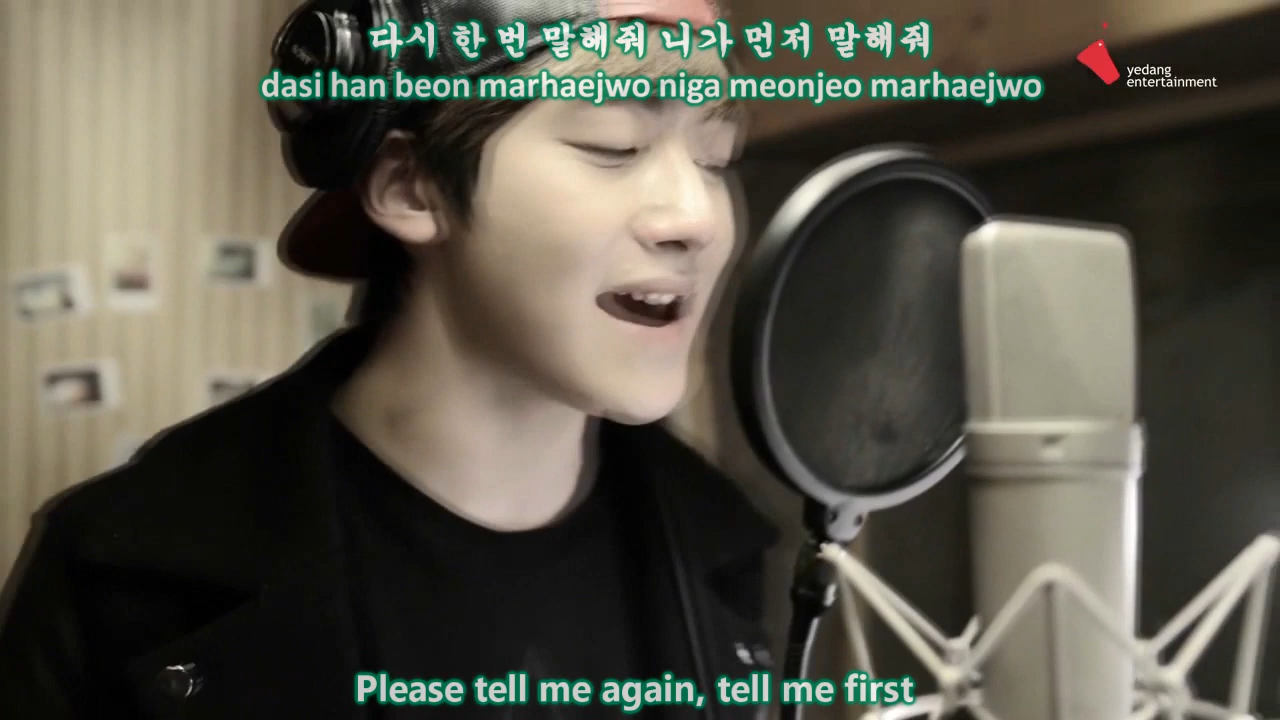 다시 한 번 말해줘 니가 먼저 말해줘
dasi han beon marhaejwo niga meonjeo marhaejwo
yedang
entertainment
Please tell me again, tell me first